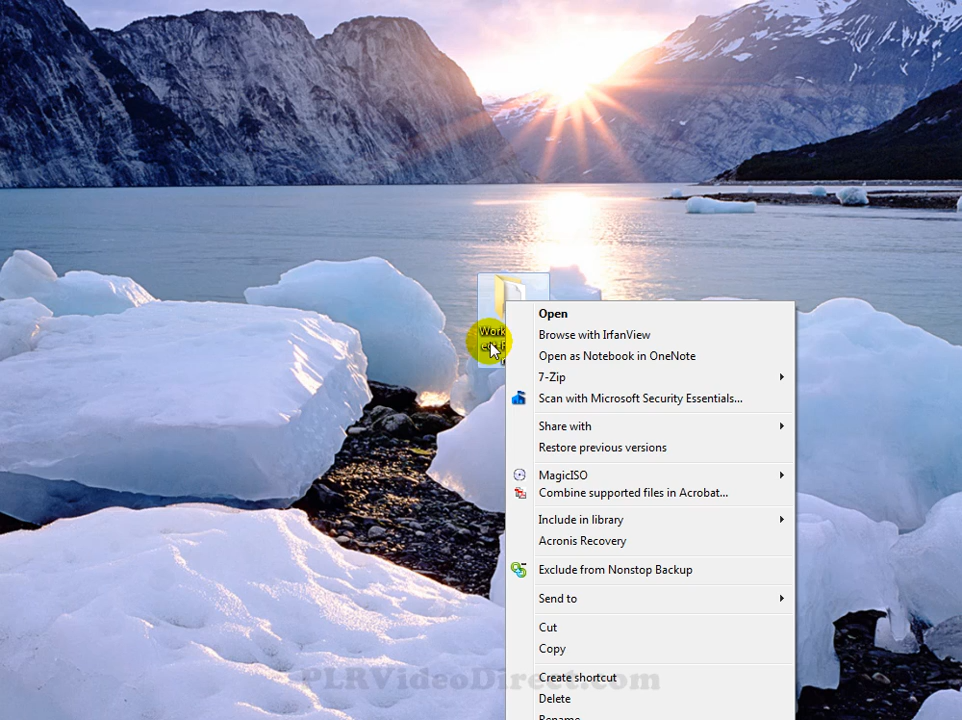 Open
Browse with IrfanView
Work
Open as Notebook in OneNote
7-Zip
Scan with Microsoft Security Essentials...
Share with
Restore previous versions
MagicISO
Combine supported files in Acrobat...
Include in library
Acronis Recovery
Exclude from Nonstop Backup
Send to
Cut
Copy
Create shortcut
PLRVideoDirect.com
Delete
Rename